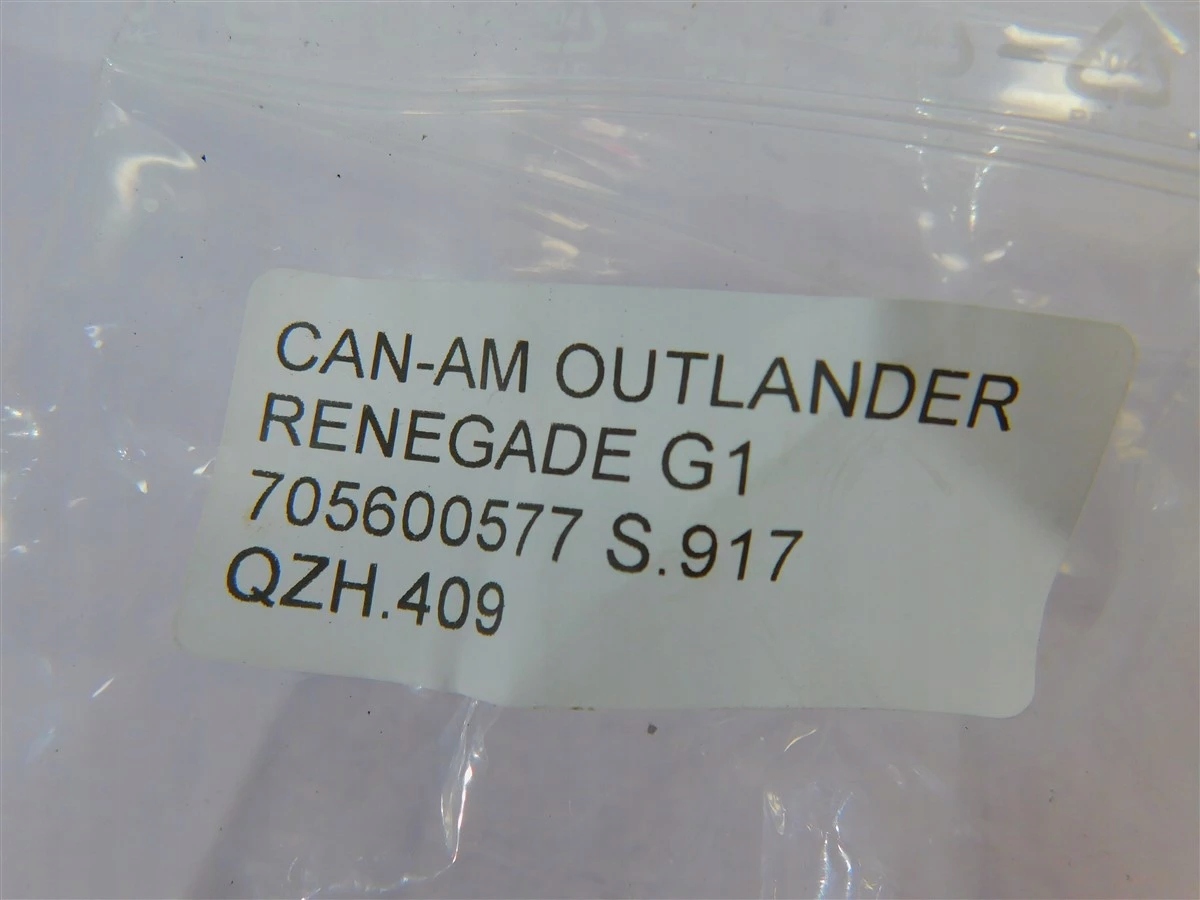 CAN-AM OUTLANDER
RENEGADE G1
705600577 S.917
QZH.409